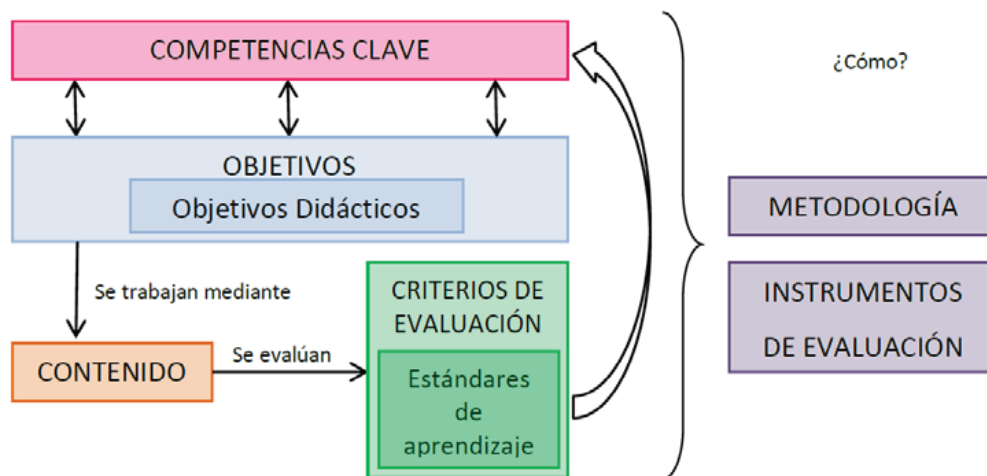 COMPETENCIAS CLAVE
¿Cómo?
OBJETIVOS
Objetivos Didácticos
METODOLOGÍA
Se trabajan mediante
CRITERIOS DE
EVALUACIÓN
INSTRUMENTOS
DE EVALUACIÓN
Se evalúan
CONTENIDO
Estándares
de
aprendizaje